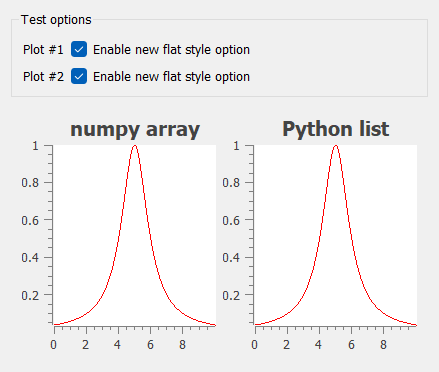 Test options
Plot #1 Enable new flat style option
Plot #2 Enable new flat style option
numpy array
Python list
1
0.8
0.6
0.4
0.2
0 2 4 6 8
1
0.8
0.6
0.4
0.2
0 2 4 6 8